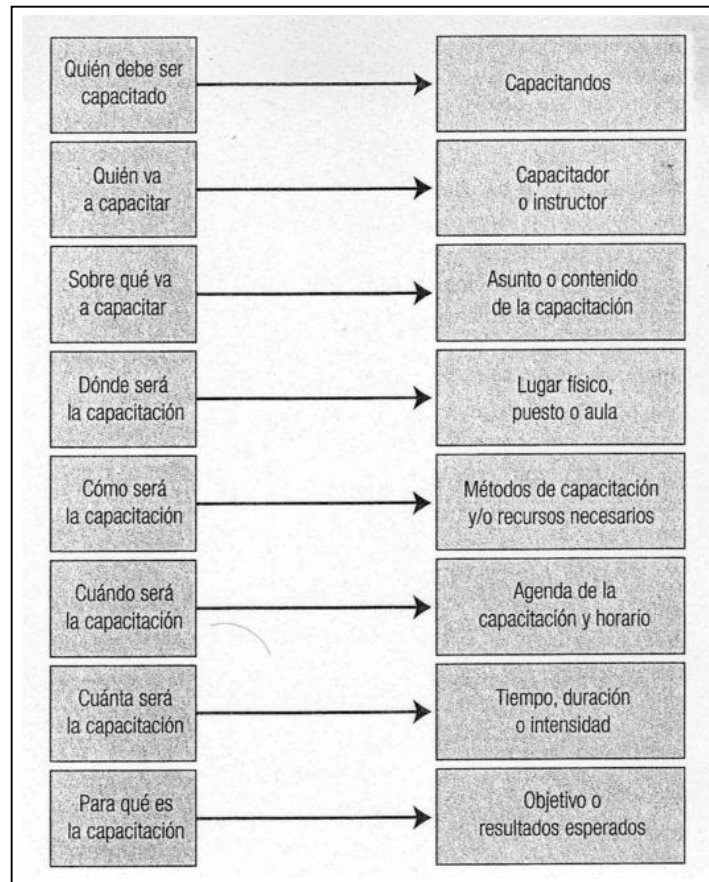 Quién debe ser
capacitado
Capacitandos
Quién va
a capacitar
Capacitador
o instructor
Sobre qué va
a capacitar
Asunto o contenido
de la capacitación
Dónde será
la capacitación
Lugar físico,
puesto o aula
Cómo será
la capacitación
Métodos de capacitación
y/o recursos necesarios
Cuándo será
la capacitación
Agenda de la
capacitación y horario
Cuánta será
la capacitación
Tiempo, duración
o intensidad
Para qué es
la capacitación
Objetivo o
resultados esperados